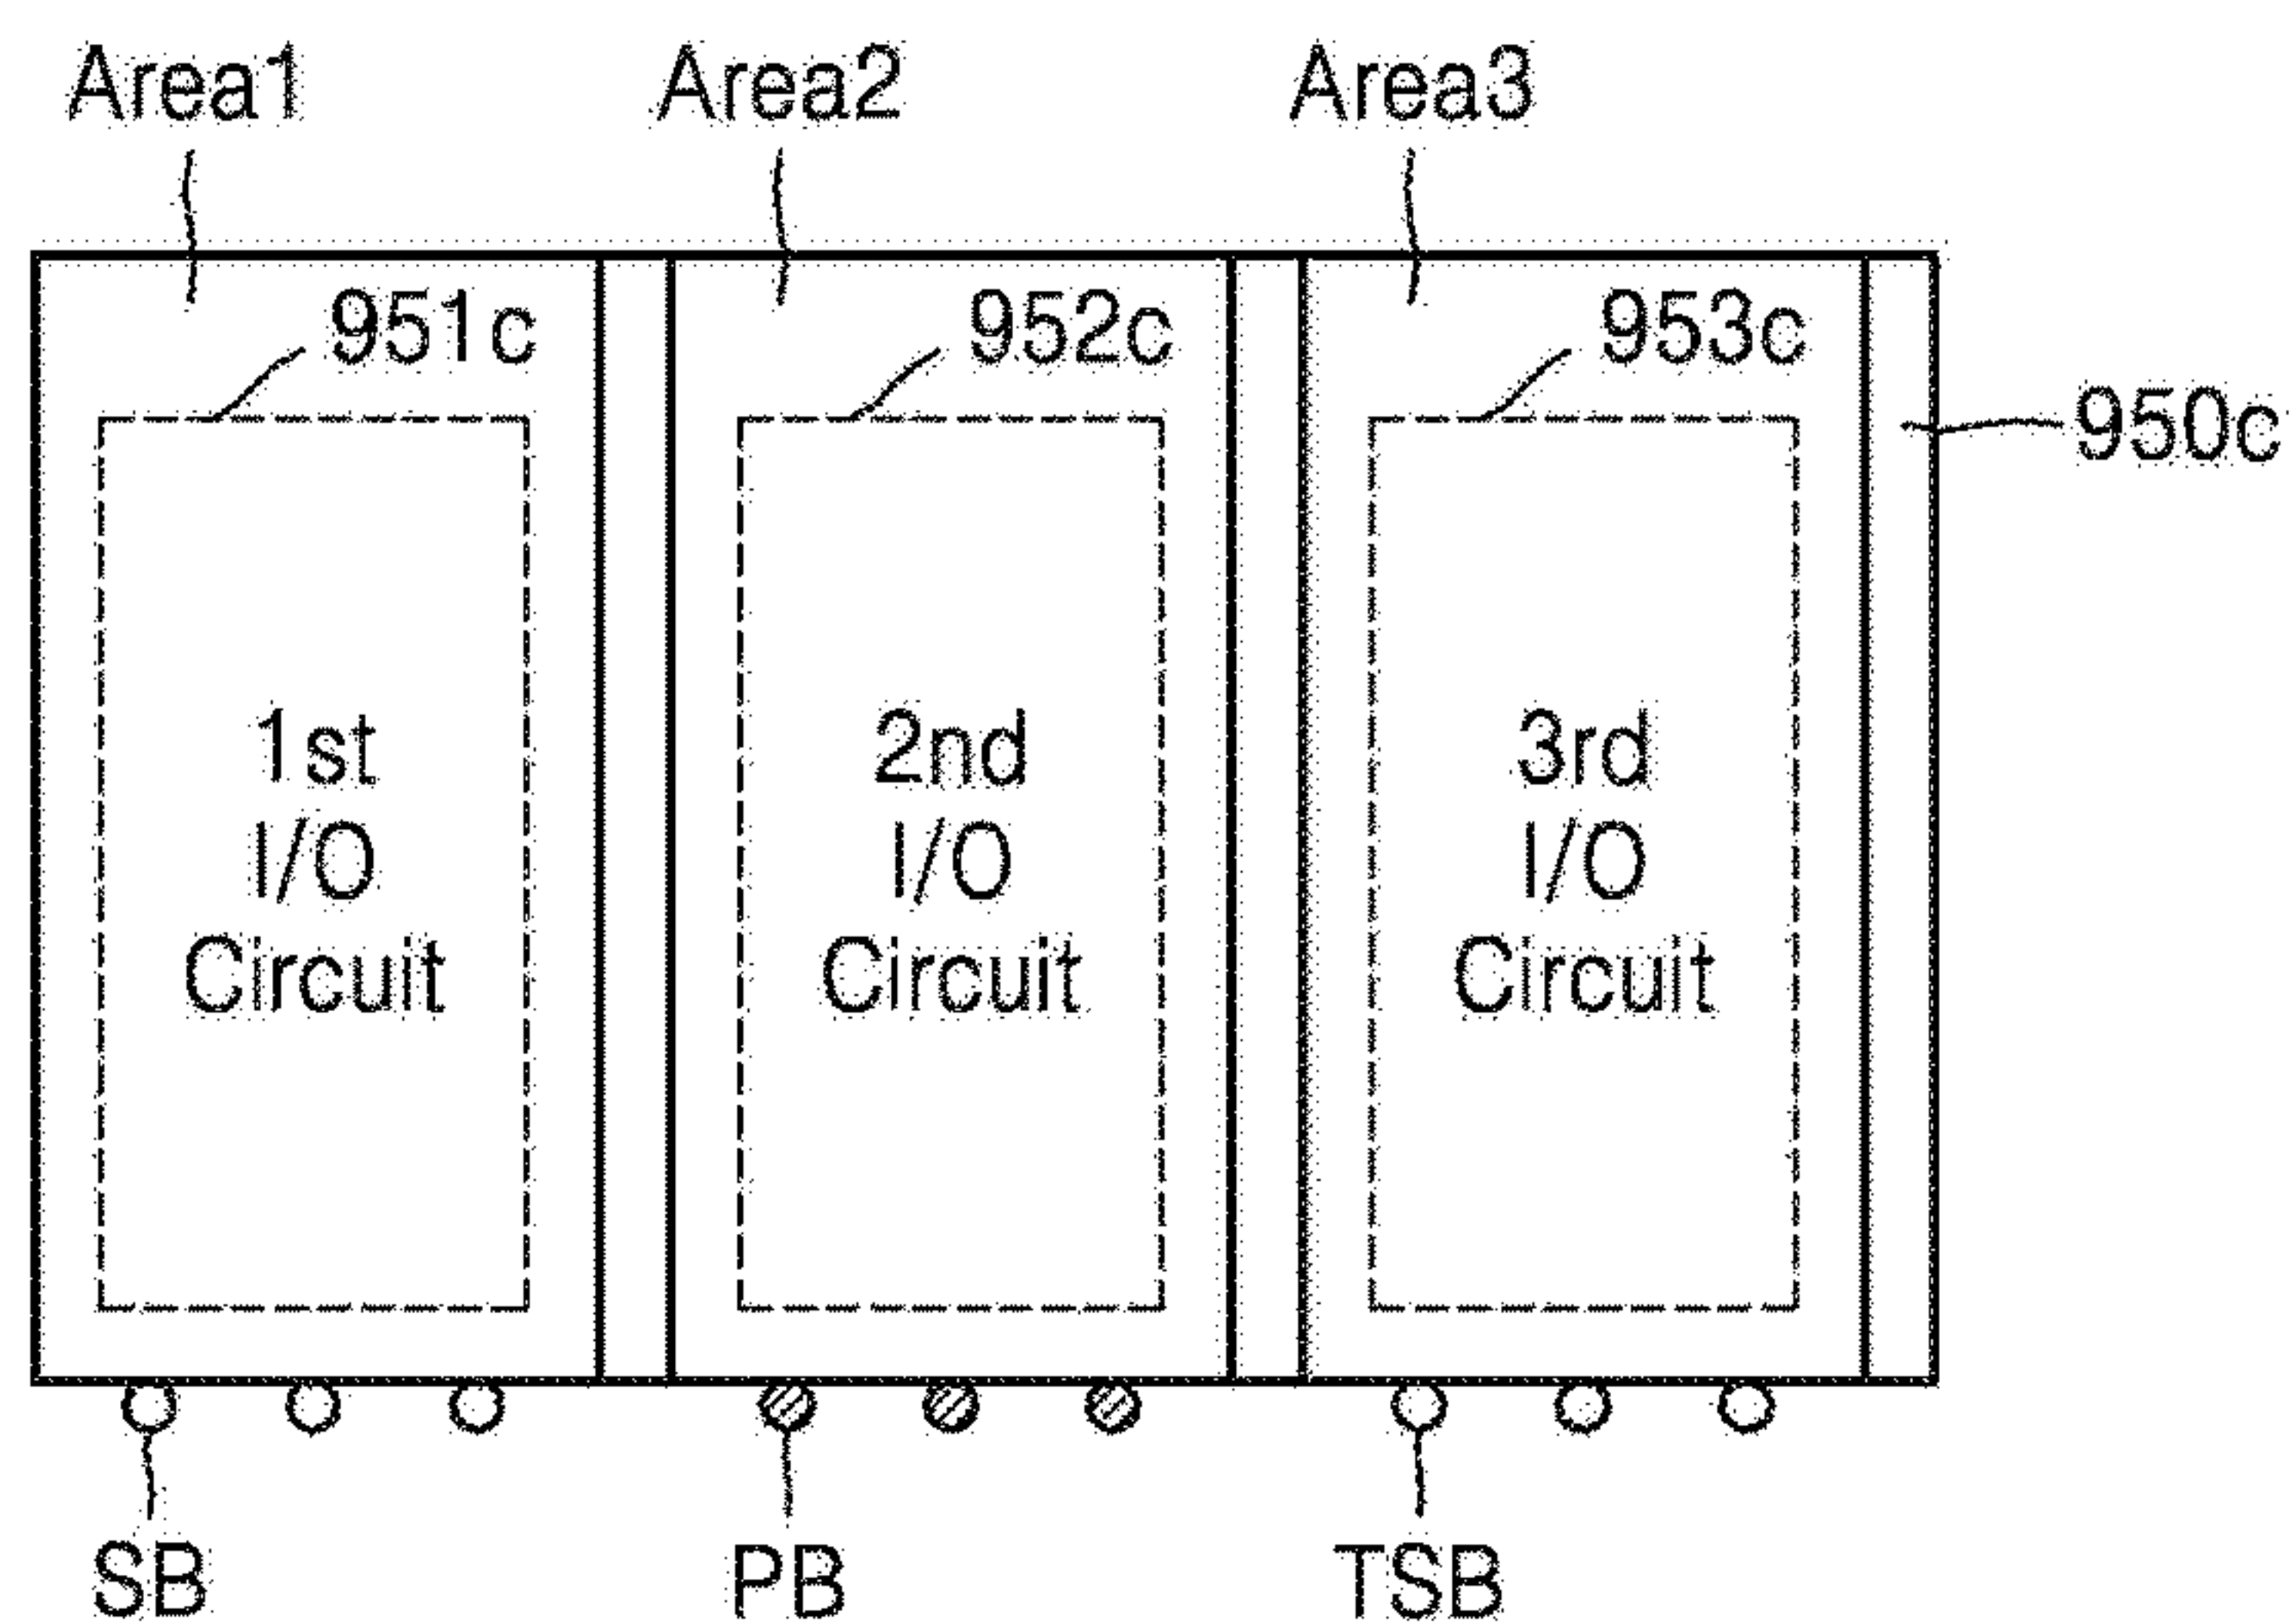 Area1 Area2 Area3
951c 952c 953c
950c
1st 2nd 3rd
I/O I/O I/O
Circuit Circuit Circuit
SB PB TSB